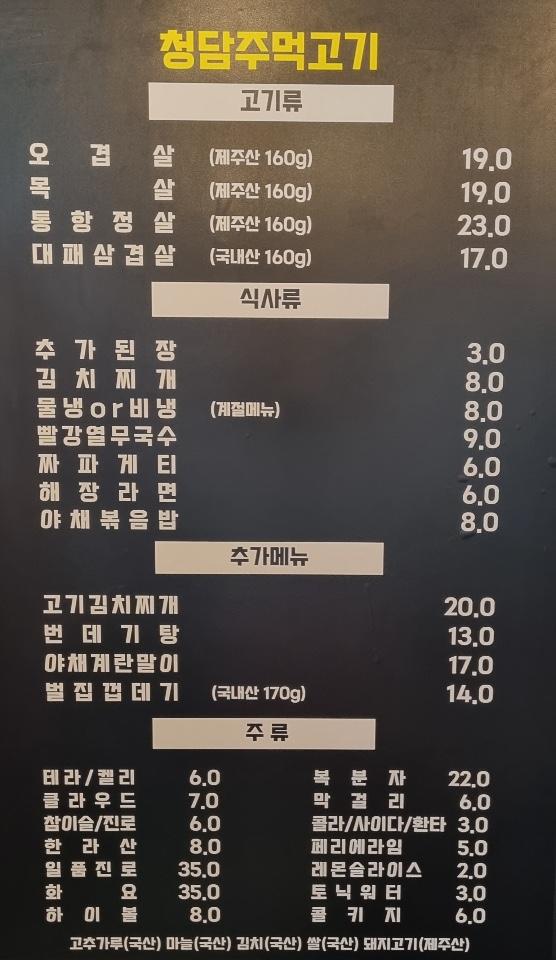 청담주먹고기
고기류
오겹살 (제주산 160g) 19.0
목살 (제주산 160g) 19.0
통항정살 (제주산 160g) 23.0
대패삼겹살 (국내산 160g) 17.0
식사류
추가된장 3.0
김치찌개 8.0
물냉or비냉 (계절메뉴) 8.0
빨강열무국수 9.0
짜파게티 6.0
해장라면 6.0
야채볶음밥 8.0
추가메뉴
고기김치찌개 20.0
번데기탕 13.0
야채계란말이 17.0
벌집껍데기 (국내산 170g) 14.0
주류
테라/켈리 6.0 복분자 22.0
클라우드 7.0 막걸리 6.0
참이슬/진로 6.0 콜라/사이다/환타 3.0
한라산 8.0 페리에라임 5.0
일품진로 35.0 레몬슬라이스 2.0
화요 35.0 토닉워터 3.0
하이볼 8.0 콜키지 6.0
고추가루(국산) 마늘(국산) 김치(국산) 쌀(국산) 돼지고기(제주산)